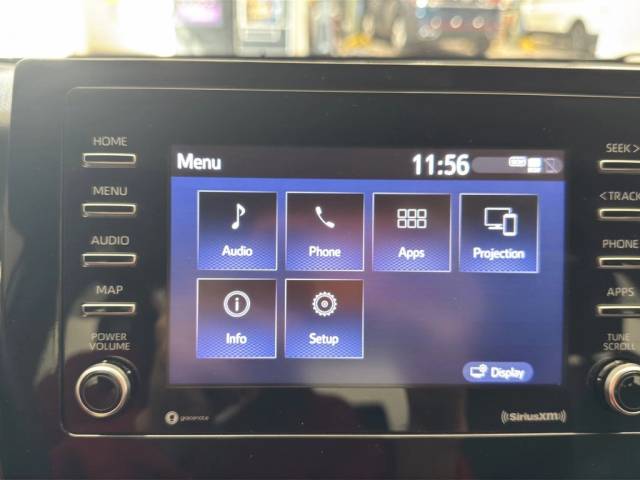 HOME
MENU
AUDIO
MAP
POWER
VOLUME
Menu 11:56
Audio Phone Apps Projection
Info Setup
Display
gracenote
((SiriusXM))
SEEK >
< TRACK
PHONE
APPS
TUNE
SCROLL